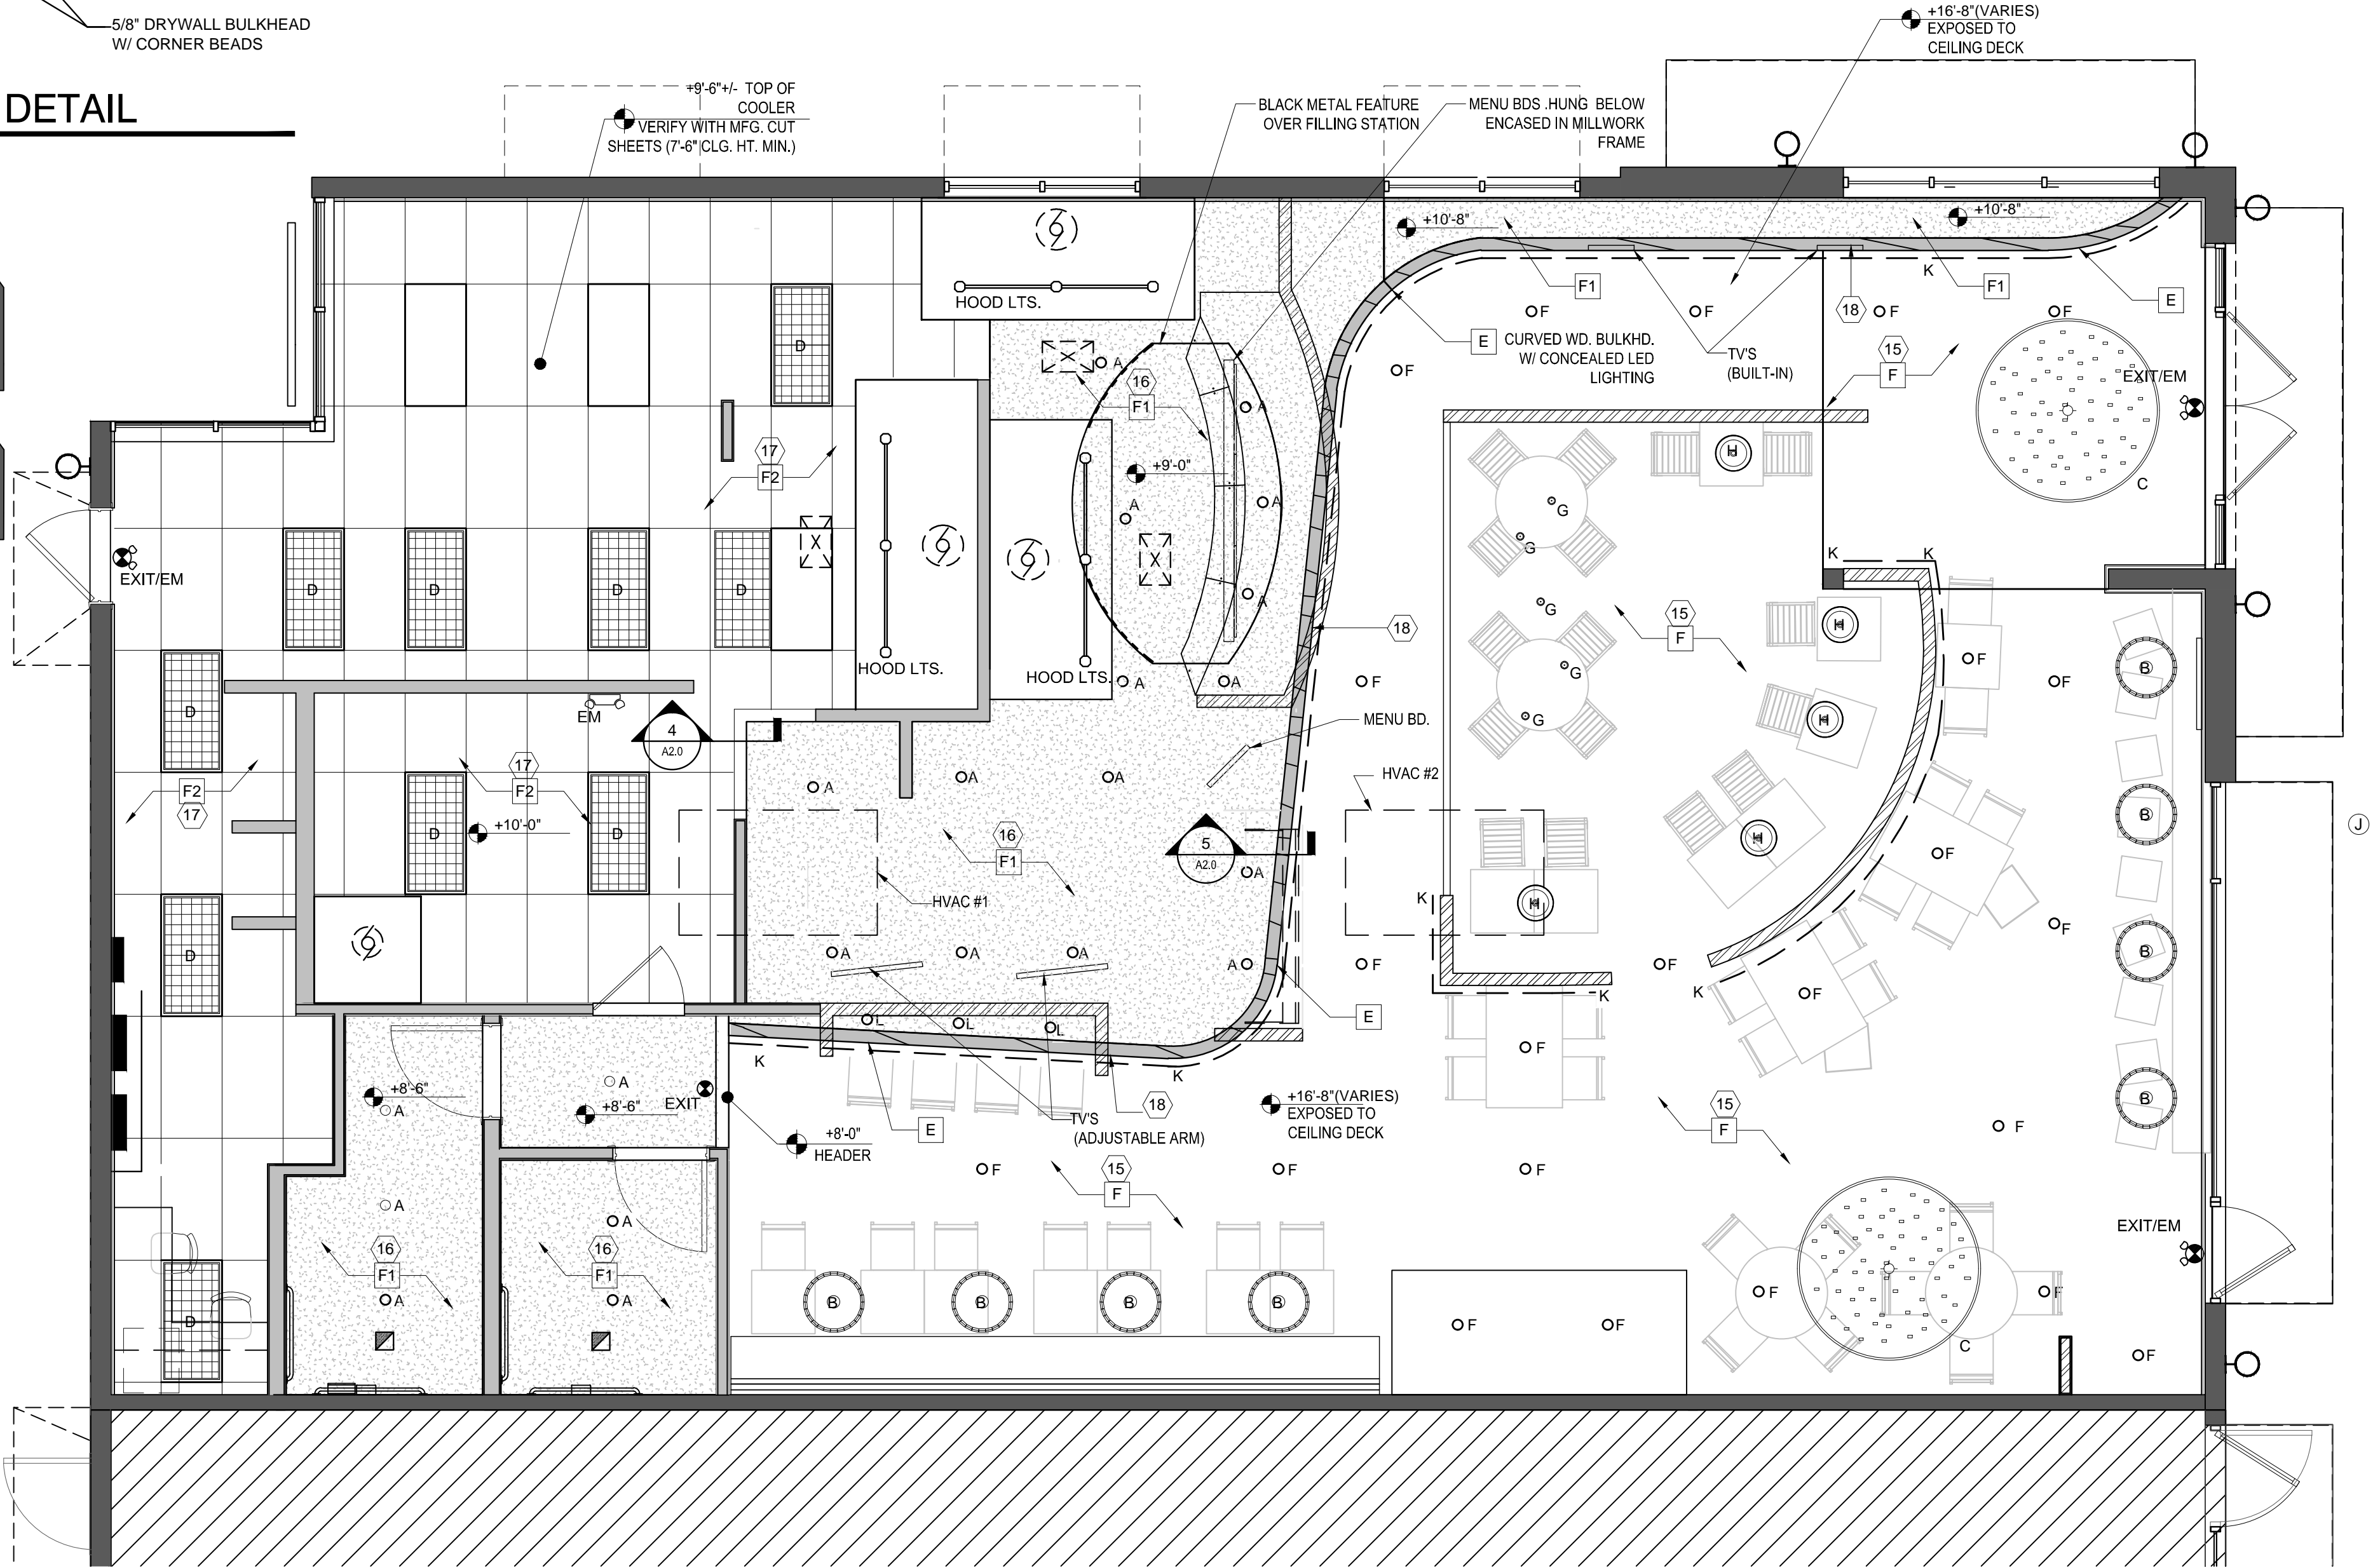 5/8" DRYWALL BULKHEAD
W/ CORNER BEADS
DETAIL
+9'-6"+/- TOP OF
COOLER
VERIFY WITH MFG. CUT
SHEETS (7'-6" CLG. HT. MIN.)
BLACK METAL FEATURE
OVER FILLING STATION
MENU BDS .HUNG BELOW
ENCASED IN MILLWORK
FRAME
+16'-8"(VARIES)
EXPOSED TO
CEILING DECK
+10'-8"
+10'-8"
HOOD LTS.
F1
F1
K
E
18
F
F
F
F
E
CURVED WD. BULKHD.
W/ CONCEALED LED
LIGHTING
TV'S
(BUILT-IN)
15
F
EXIT/EM
C
D
X
A
16
F1
A
F
17
F2
+9'-0"
H
A
A
G
G
X
X
EXIT/EM
D
D
D
D
A
G
K
K
18
15
F
H
HOOD LTS.
HOOD LTS.
A
A
F
G
G
F
F
B
D
EM
4
A2.0
MENU BD.
H
17
F2
F2
17
A
A
A
HVAC #2
+10'-0"
D
D
16
F1
5
A2.0
H
F
B
J
A
HVAC #1
K
H
F
D
A
A
A
A
F
F
B
K
K
F
L
L
L
E
K
K
F
+8'-6"
A
A
+8'-6"
EXIT
18
+16'-8"(VARIES)
EXPOSED TO
CEILING DECK
B
TV'S
(ADJUSTABLE ARM)
E
+8'-0"
HEADER
15
F
F
F
F
F
15
F
A
A
16
F1
16
F1
A
A
EXIT/EM
B
B
B
B
F
F
D
F
F
C
F